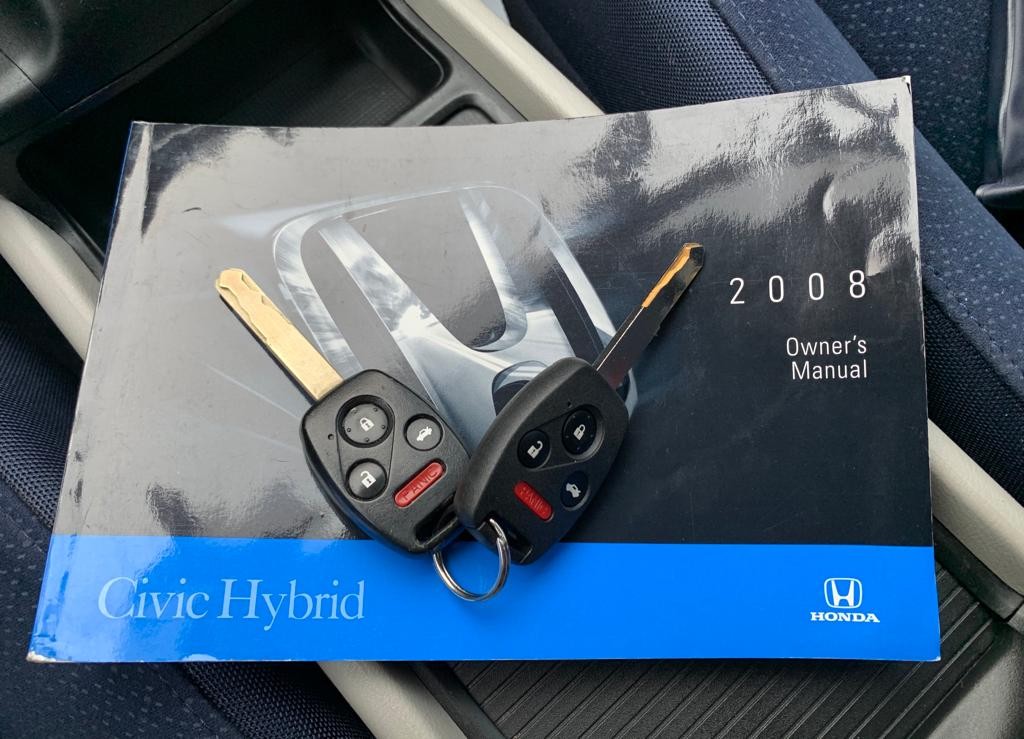 2008
Owner's
Manual
PANIC
PANIC
Civic Hybrid
HONDA